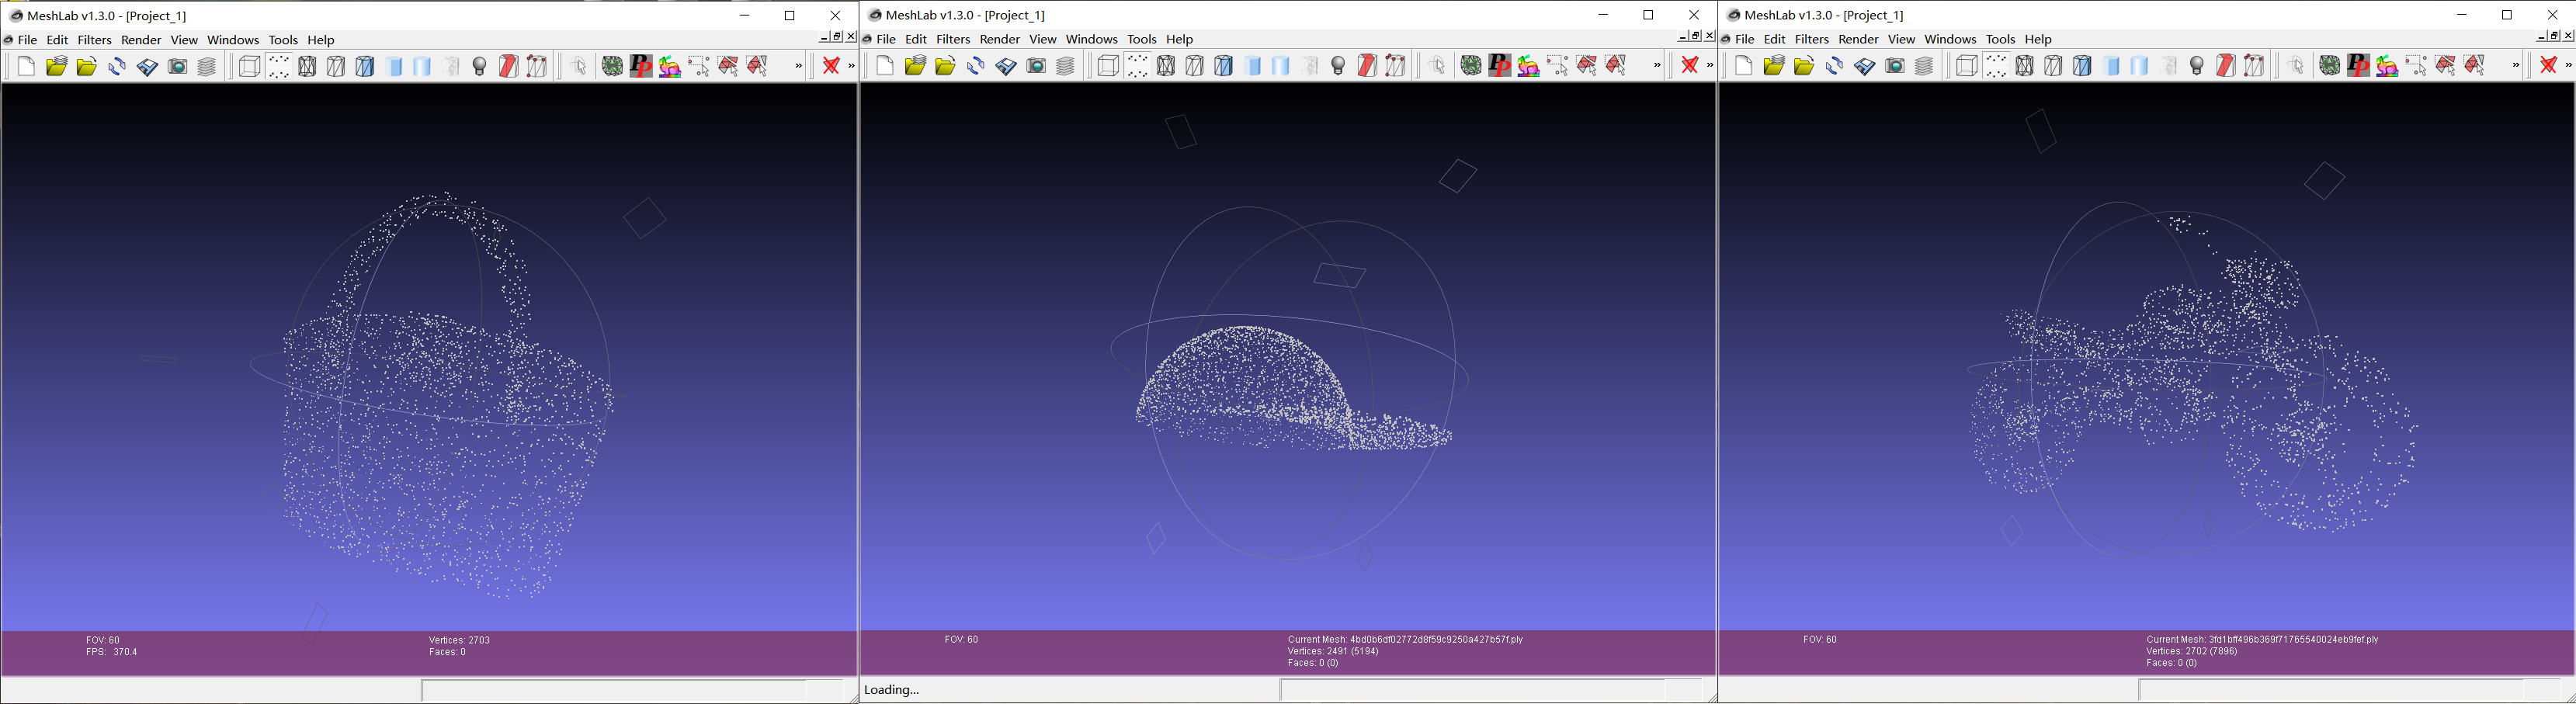 MeshLab v1.3.0 - [Project_1]
File Edit Filters Render View Windows Tools Help
FOV: 60
FPS: 370.4
Vertices: 2703
Faces: 0
MeshLab v1.3.0 - [Project_1]
File Edit Filters Render View Windows Tools Help
FOV: 60
Current Mesh: 4bd0b6df02772d8f59c9250a427b57f.ply
Vertices: 2491 (5194)
Faces: 0 (0)
Loading...
MeshLab v1.3.0 - [Project_1]
File Edit Filters Render View Windows Tools Help
FOV: 60
Current Mesh: 3fd1bff496b369f71765540024eb9fef.ply
Vertices: 2702 (7896)
Faces: 0 (0)